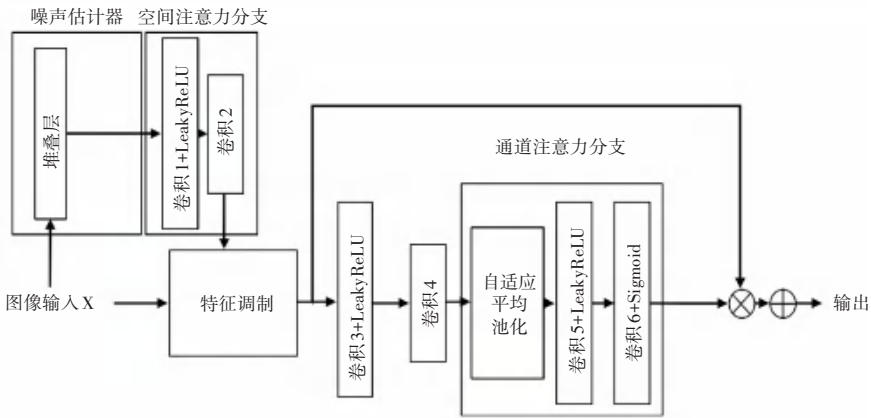 噪声估计器
空间注意力分支
堆叠层
卷积1+LeakyReLU
卷积2
通道注意力分支
图像输入X
特征调制
卷积3+LeakyReLU
卷积4
自适应
平均
池化
卷积5+LeakyReLU
卷积6+Sigmoid
输出